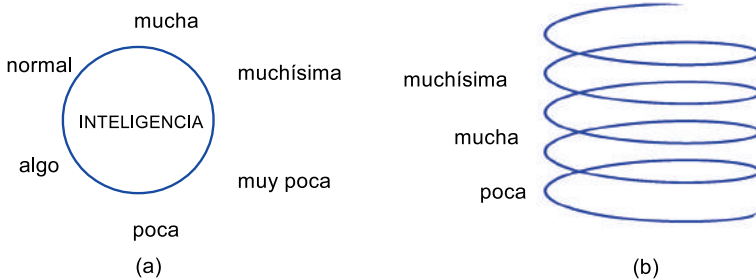 mucha
normal
muchísima
INTELIGENCIA
algo
muy poca
poca
(a)
muchísima
mucha
poca
(b)